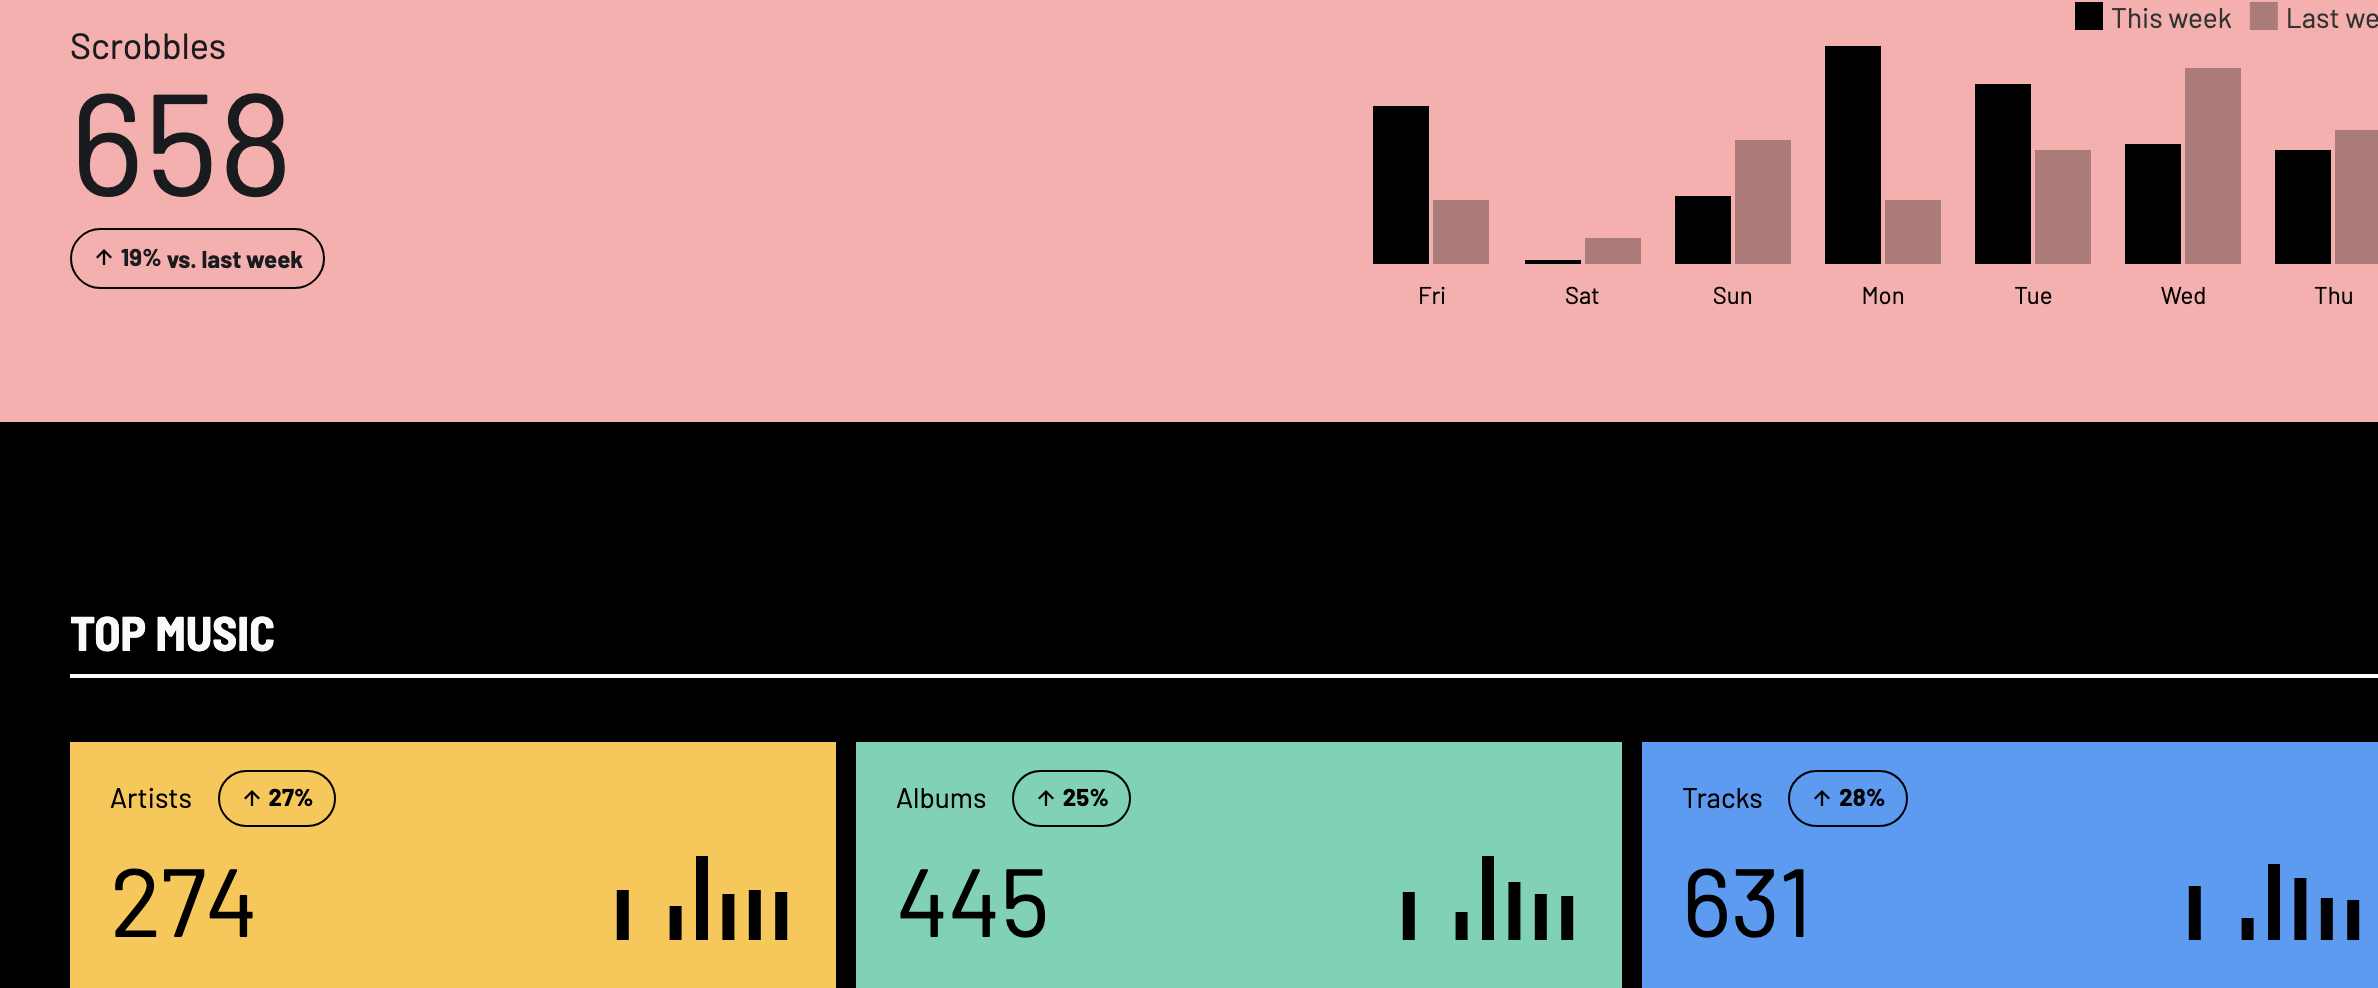 This week Last we
Scrobbles
658
↑ 19% vs. last week
Fri Sat Sun Mon Tue Wed Thu
TOP MUSIC
Artists ↑ 27%
274
Albums ↑ 25%
445
Tracks ↑ 28%
631